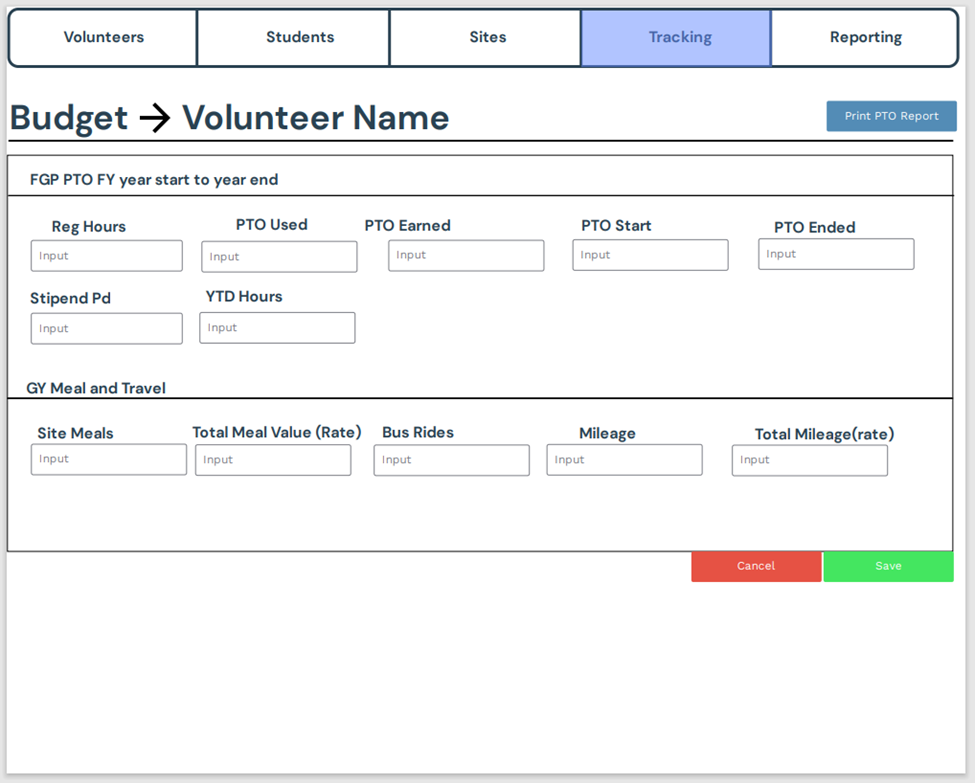 Volunteers Students Sites Tracking Reporting
Budget → Volunteer Name
Print PTO Report
FGP PTO FY year start to year end
Reg Hours PTO Used PTO Earned PTO Start PTO Ended
Input Input Input Input Input
Stipend Pd YTD Hours
Input Input
GY Meal and Travel
Site Meals Total Meal Value (Rate) Bus Rides Mileage Total Mileage(rate)
Input Input Input Input Input
Cancel Save